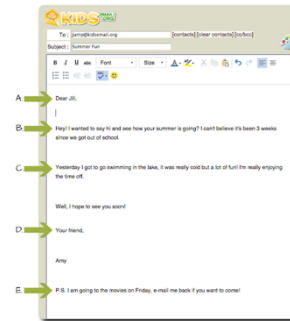 KIDS EMAIL .ORG
To : jump@kidsemail.org [contacts] [clear contacts] [cc/bcc]
Subject : Summer Fun!
B I U abc Font Size A
A. Dear Jill,
B. Hey! I wanted to say hi and see how your summer is going? I can't believe it's been 3 weeks
since we got out of school.
C. Yesterday I got to go swimming in the lake, it was really cold but a lot of fun! I'm really enjoying
the time off.
Well, I hope to see you soon!
D. Your friend,
Amy
E. P.S. I am going to the movies on Friday, e-mail me back if you want to come!